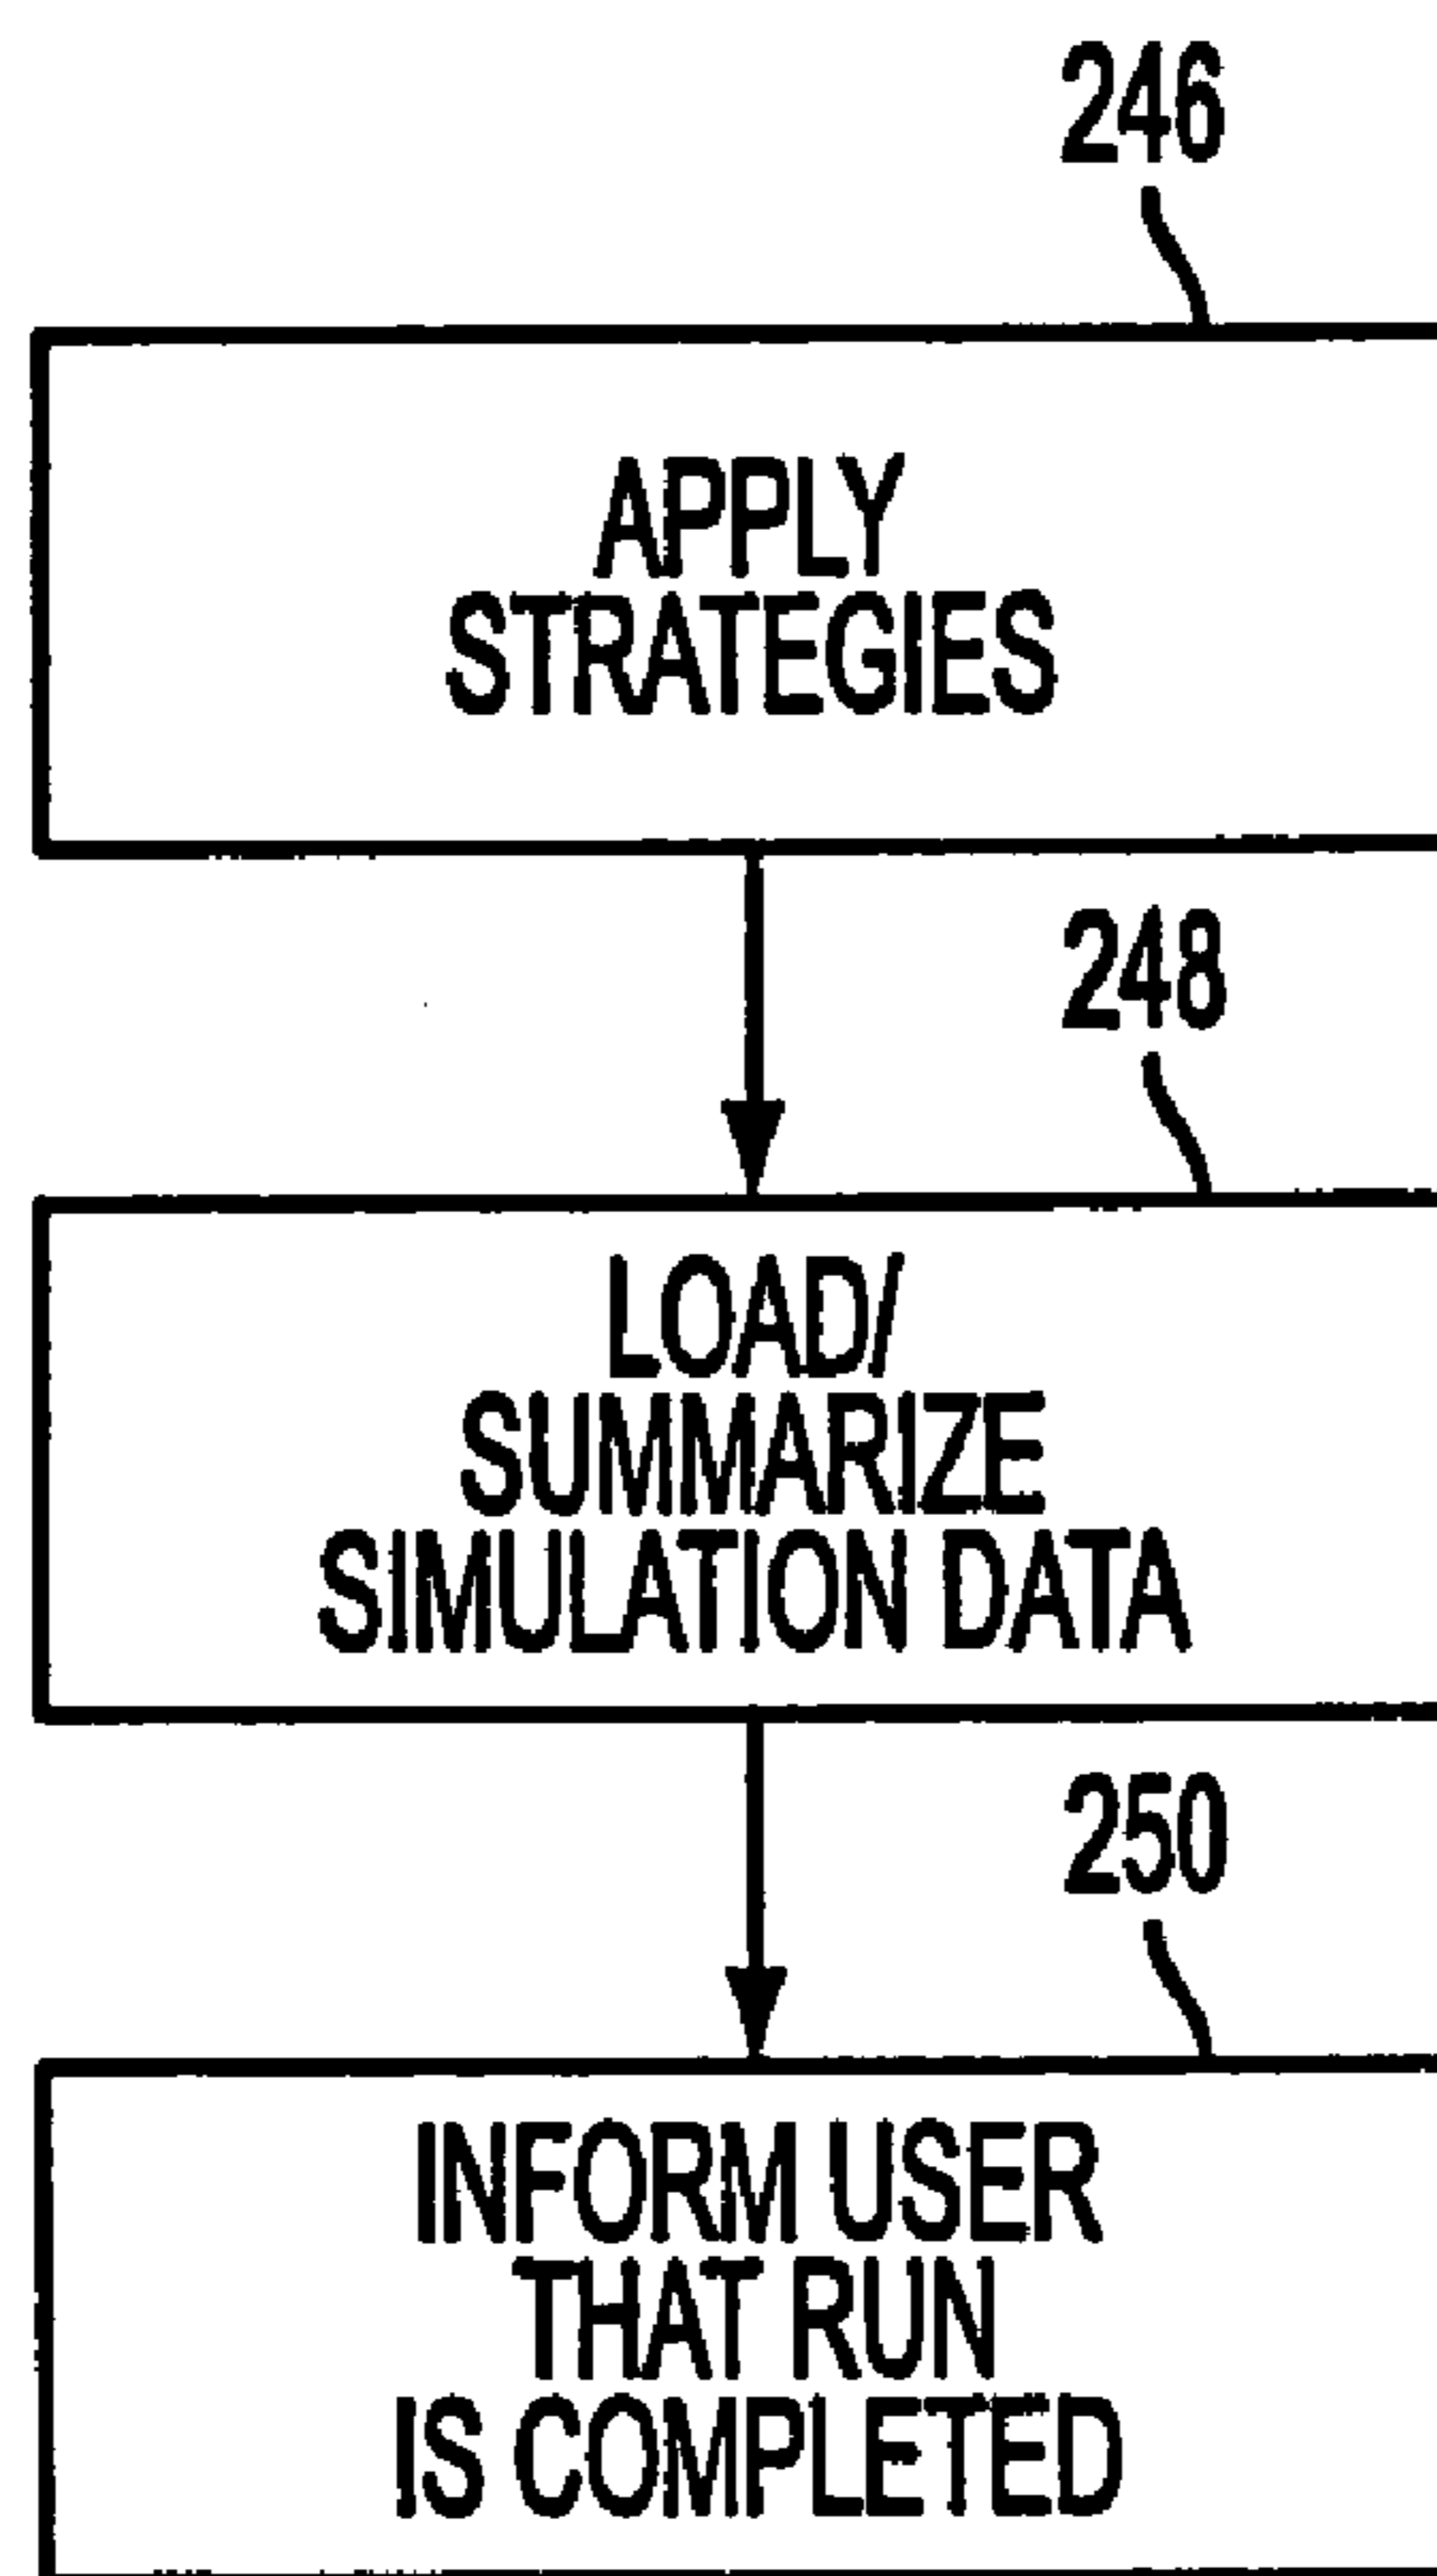 246
APPLY
STRATEGIES
248
LOAD/
SUMMARIZE
SIMULATION DATA
250
INFORM USER
THAT RUN
IS COMPLETED